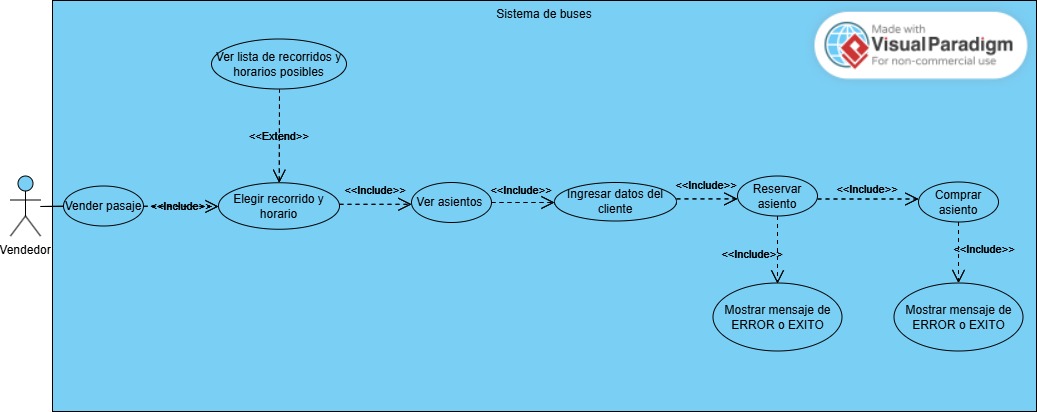 Sistema de buses
Made with
VisualParadigm
For non-commercial use
Ver lista de recorridos y
horarios posibles
<<Extend>>
Vendedor
Vender pasaje
<<Include>>
Elegir recorrido y
horario
<<Include>>
Ver asientos
<<Include>>
Ingresar datos del
cliente
<<Include>>
Reservar
asiento
<<Include>>
Comprar
asiento
<<Include>>
<<Include>>
Mostrar mensaje de
ERROR o EXITO
Mostrar mensaje de
ERROR o EXITO